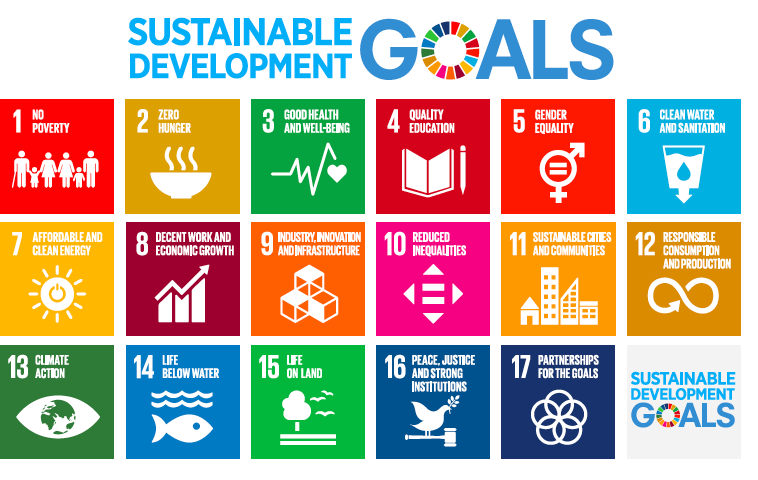 SUSTAINABLE
DEVELOPMENT
GOALS
1 NO
POVERTY
2 ZERO
HUNGER
3 GOOD HEALTH
AND WELL-BEING
4 QUALITY
EDUCATION
5 GENDER
EQUALITY
6 CLEAN WATER
AND SANITATION
7 AFFORDABLE AND
CLEAN ENERGY
8 DECENT WORK AND
ECONOMIC GROWTH
9 INDUSTRY, INNOVATION
AND INFRASTRUCTURE
10 REDUCED
INEQUALITIES
11 SUSTAINABLE CITIES
AND COMMUNITIES
12 RESPONSIBLE
CONSUMPTION
AND PRODUCTION
13 CLIMATE
ACTION
14 LIFE
BELOW WATER
15 LIFE
ON LAND
16 PEACE, JUSTICE
AND STRONG
INSTITUTIONS
17 PARTNERSHIPS
FOR THE GOALS
SUSTAINABLE
DEVELOPMENT
GOALS